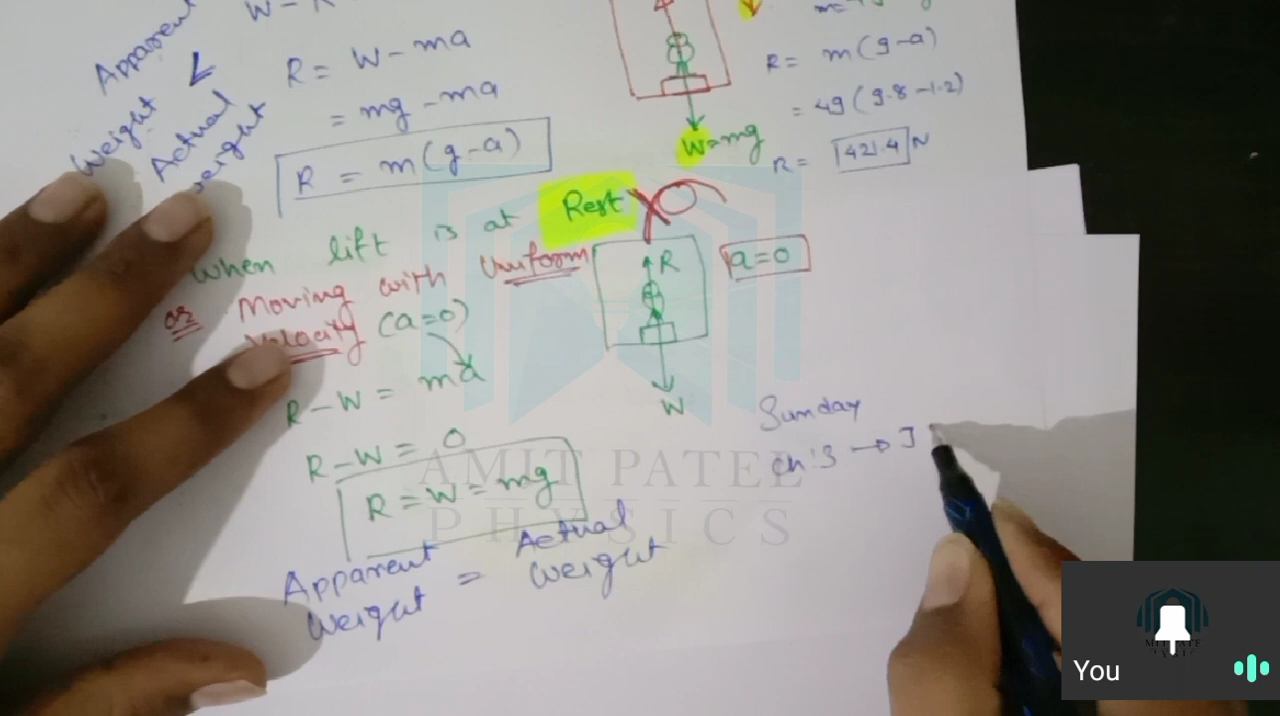 Apparent
Weight
<
Actual
weight
R = W - ma
= mg - ma
R = m(g-a)
W=mg
R = m(g-a)
= 49(9.8-1.2)
R = 421.4 N
When lift is at Rest
or Moving with Uniform
Velocity (a=0)
R
a=0
W
R-W = ma
R-W = 0
R = W = mg
Apparent
Weight
=
Actual
Weight
Sunday
Ch:3 →
AMIT PATEL
PHYSICS
You